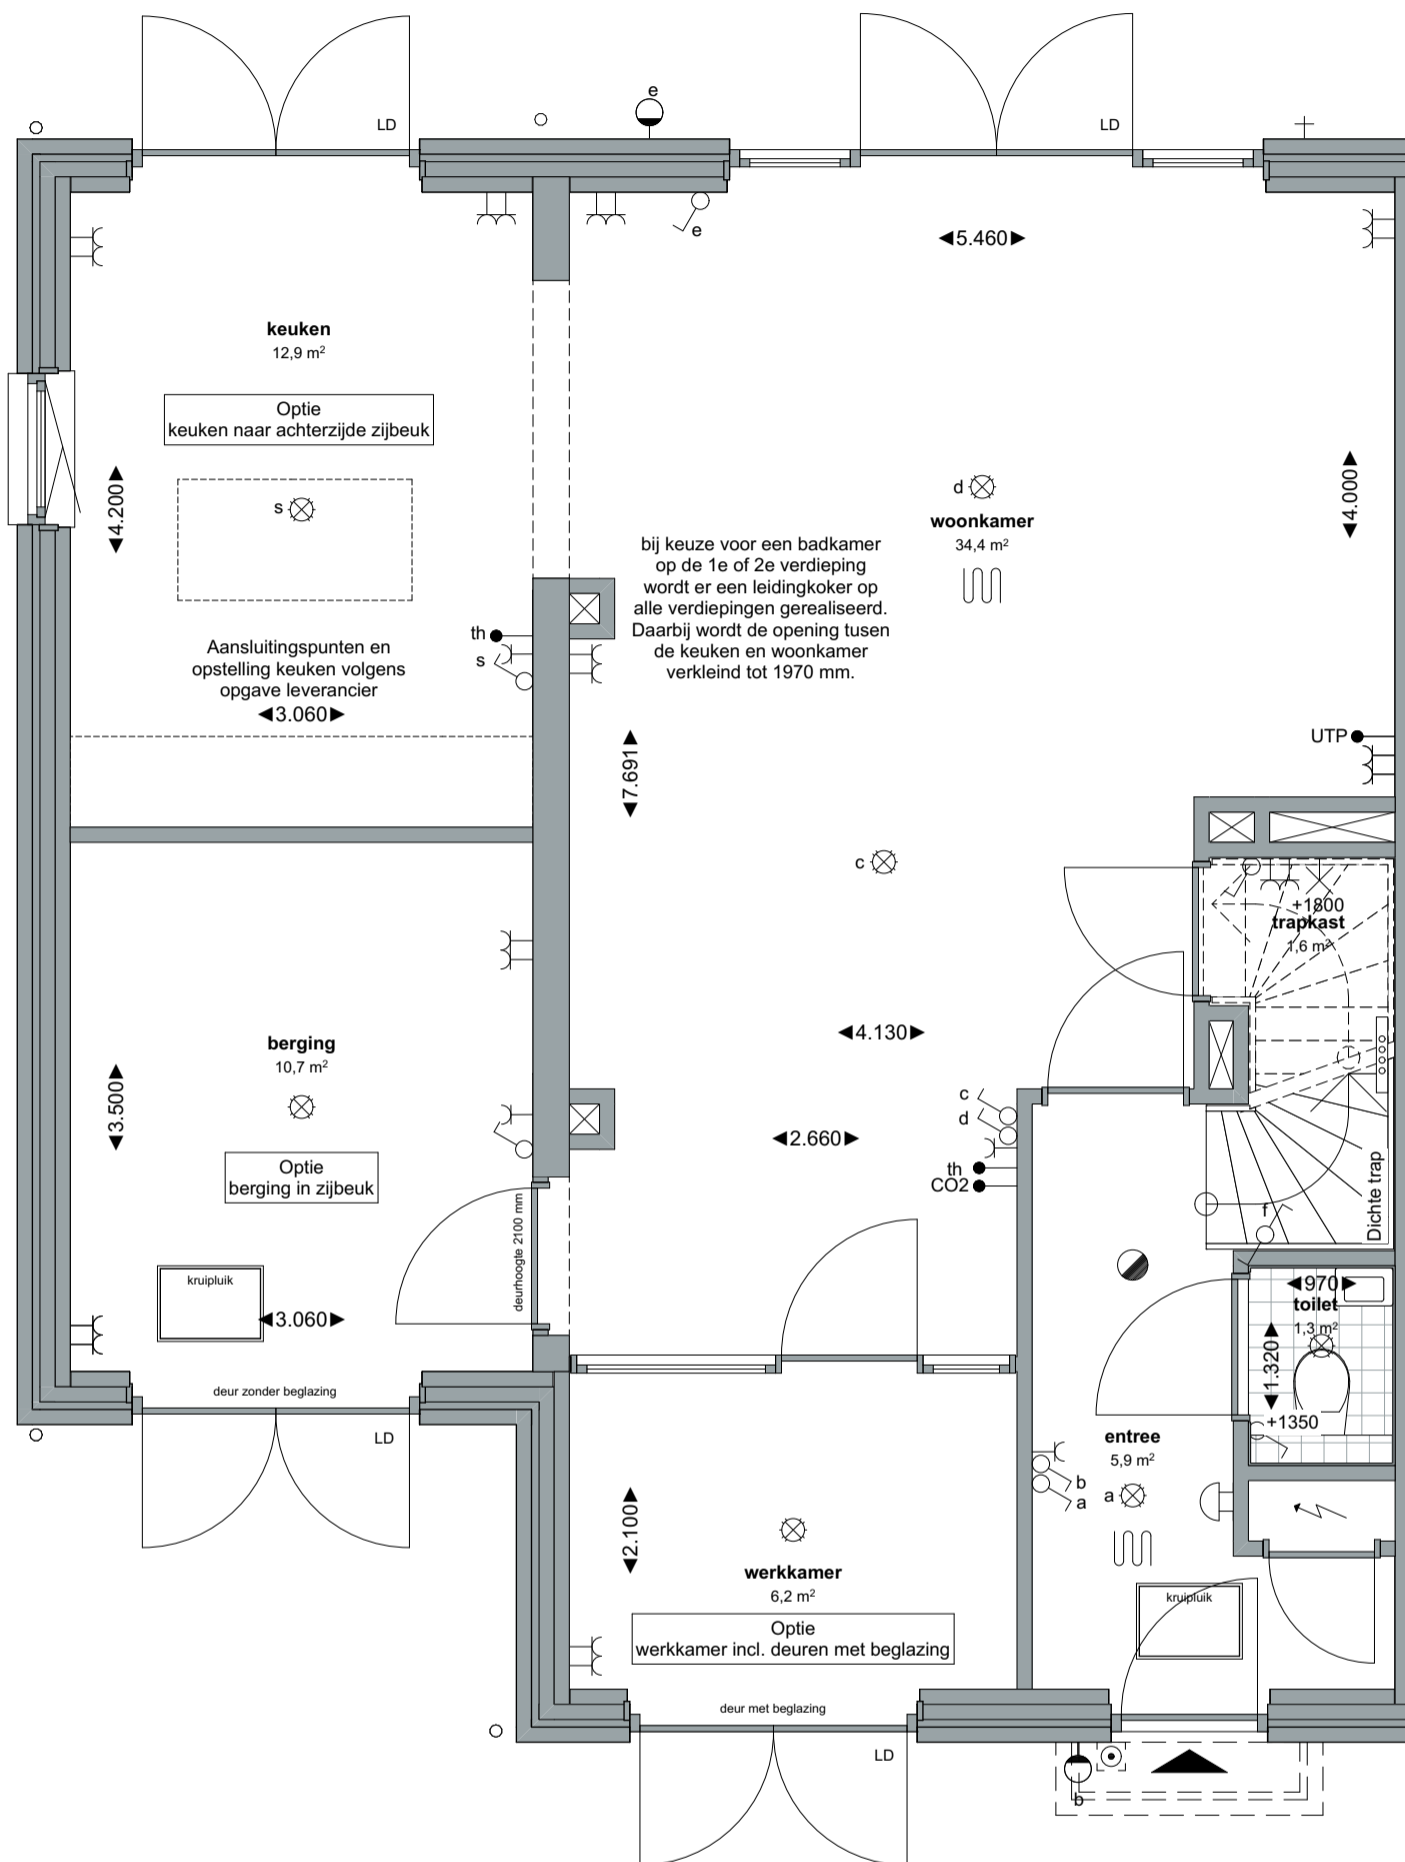 e
LD
LD
e
5.460
keuken
12,9 m²
Optie
keuken naar achterzijde zijbeuk
4.200
s
d
woonkamer
34,4 m²
4.000
bij keuze voor een badkamer
op de 1e of 2e verdieping
wordt er een leidingkoker op
alle verdiepingen gerealiseerd.
Daarbij wordt de opening tusen
de keuken en woonkamer
verkleind tot 1970 mm.
th
s
Aansluitingspunten en
opstelling keuken volgens
opgave leverancier
3.060
7.691
UTP
c
+1800
trapkast
1,6 m²
berging
10,7 m²
4.130
3.500
c
d
2.660
th
CO2
Optie
berging in zijbeuk
deurhoogte 2100 mm
Dichte trap
f
kruipluik
3.060
970
toilet
1,3 m²
1.320
+1350
deur zonder beglazing
LD
entree
5,9 m²
b
a
a
2.100
werkkamer
6,2 m²
Optie
werkkamer incl. deuren met beglazing
kruipluik
deur met beglazing
LD
b